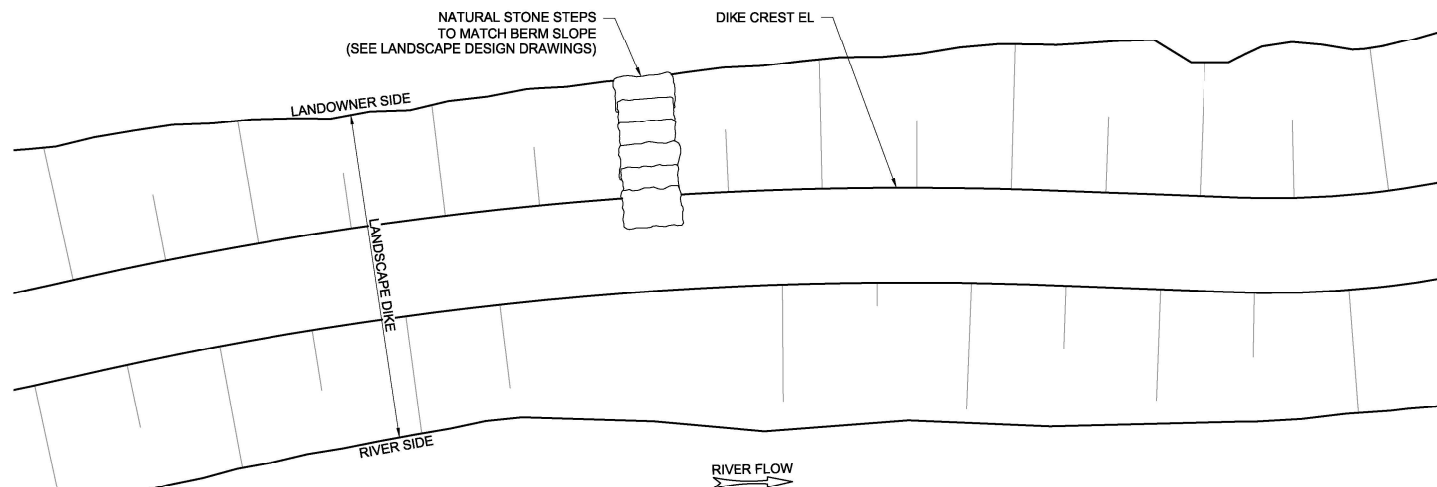 NATURAL STONE STEPS
TO MATCH BERM SLOPE
(SEE LANDSCAPE DESIGN DRAWINGS)
DIKE CREST EL
LANDOWNER SIDE
LANDSCAPE DIKE
RIVER SIDE
RIVER FLOW